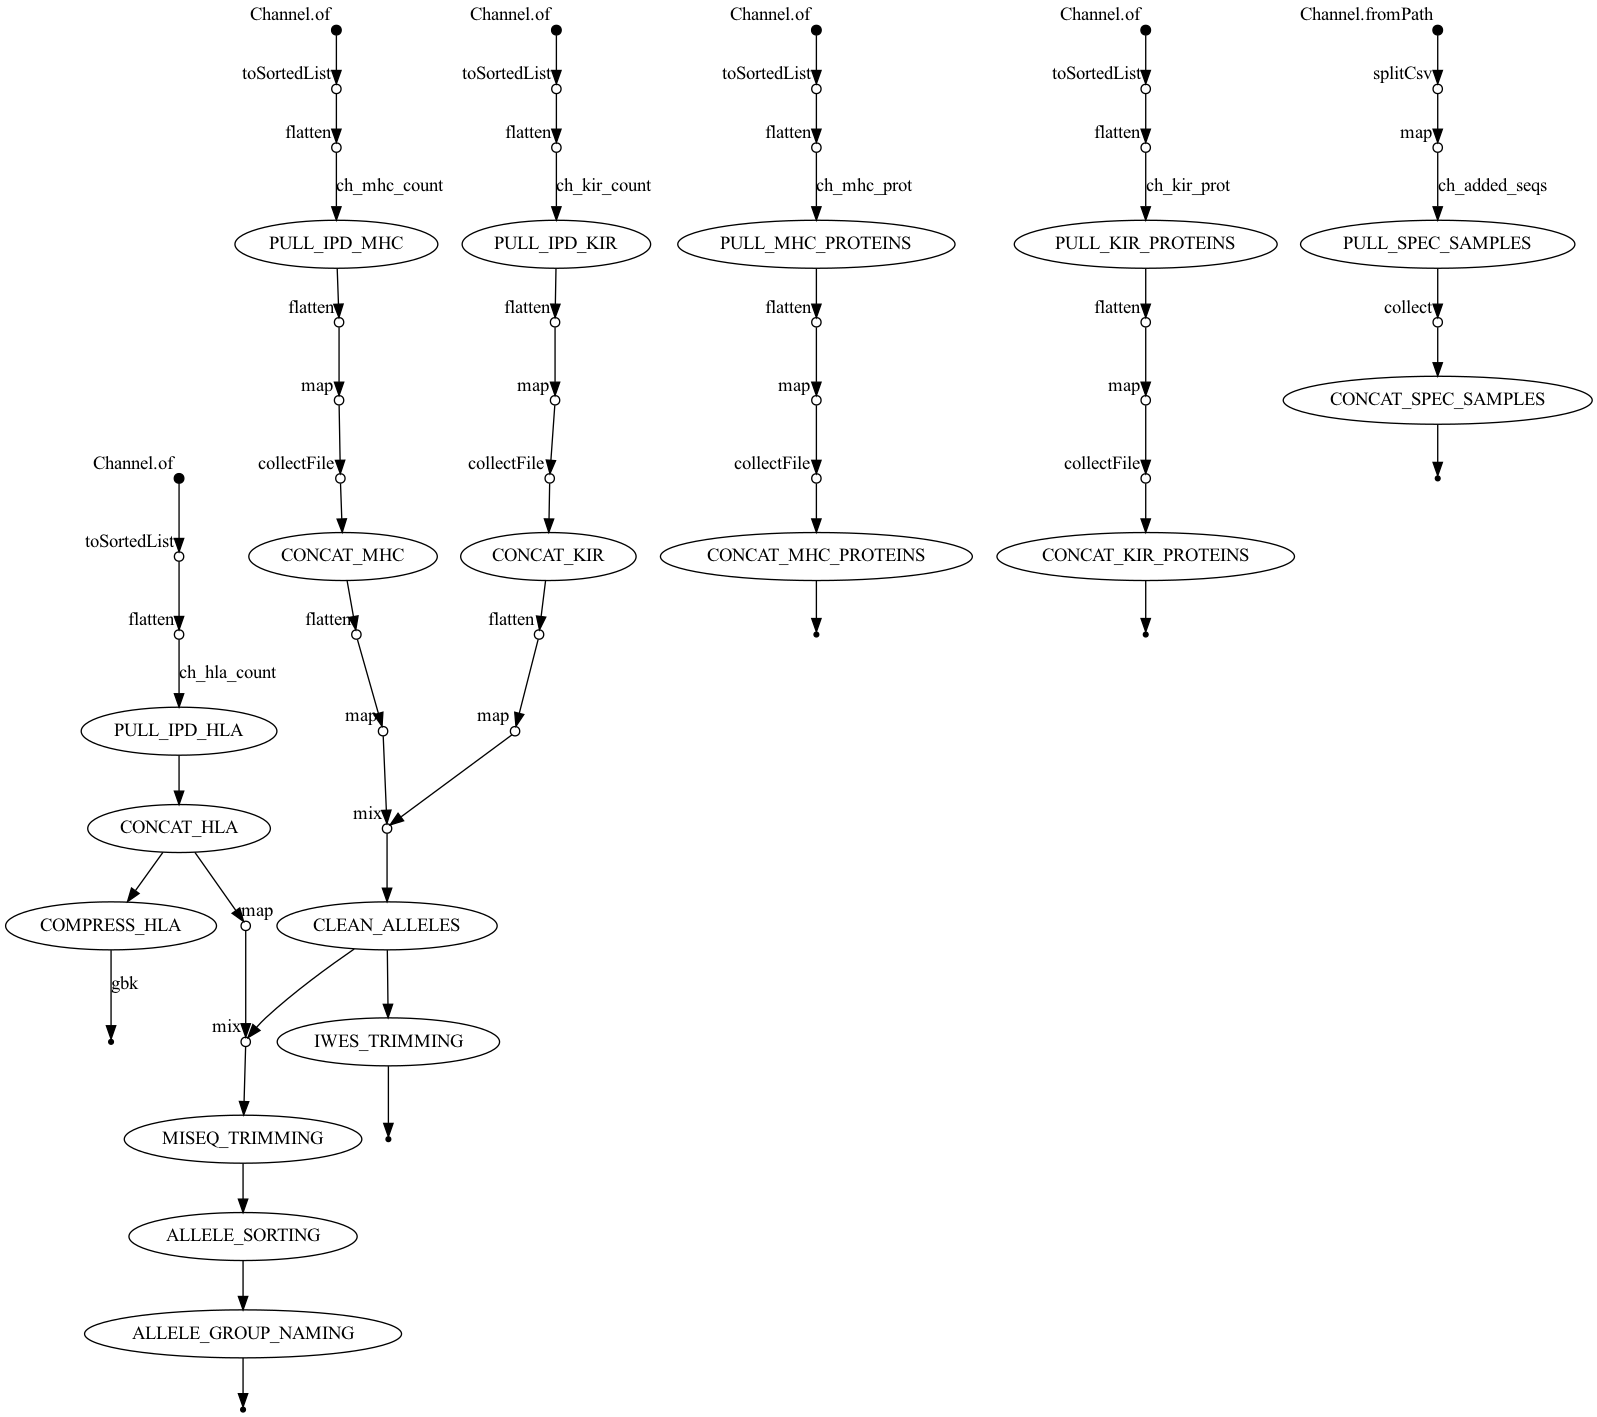 Channel.of
Channel.of
Channel.of
Channel.of
Channel.fromPath
toSortedList
toSortedList
toSortedList
toSortedList
splitCsv
flatten
flatten
flatten
flatten
map
ch_mhc_count
ch_kir_count
ch_mhc_prot
ch_kir_prot
ch_added_seqs
PULL_IPD_MHC
PULL_IPD_KIR
PULL_MHC_PROTEINS
PULL_KIR_PROTEINS
PULL_SPEC_SAMPLES
flatten
flatten
flatten
flatten
collect
map
map
map
map
CONCAT_SPEC_SAMPLES
Channel.of
collectFile
collectFile
collectFile
collectFile
toSortedList
CONCAT_MHC
CONCAT_KIR
CONCAT_MHC_PROTEINS
CONCAT_KIR_PROTEINS
flatten
flatten
flatten
ch_hla_count
PULL_IPD_HLA
map
map
CONCAT_HLA
mix
COMPRESS_HLA
map
CLEAN_ALLELES
gbk
mix
IWES_TRIMMING
MISEQ_TRIMMING
ALLELE_SORTING
ALLELE_GROUP_NAMING